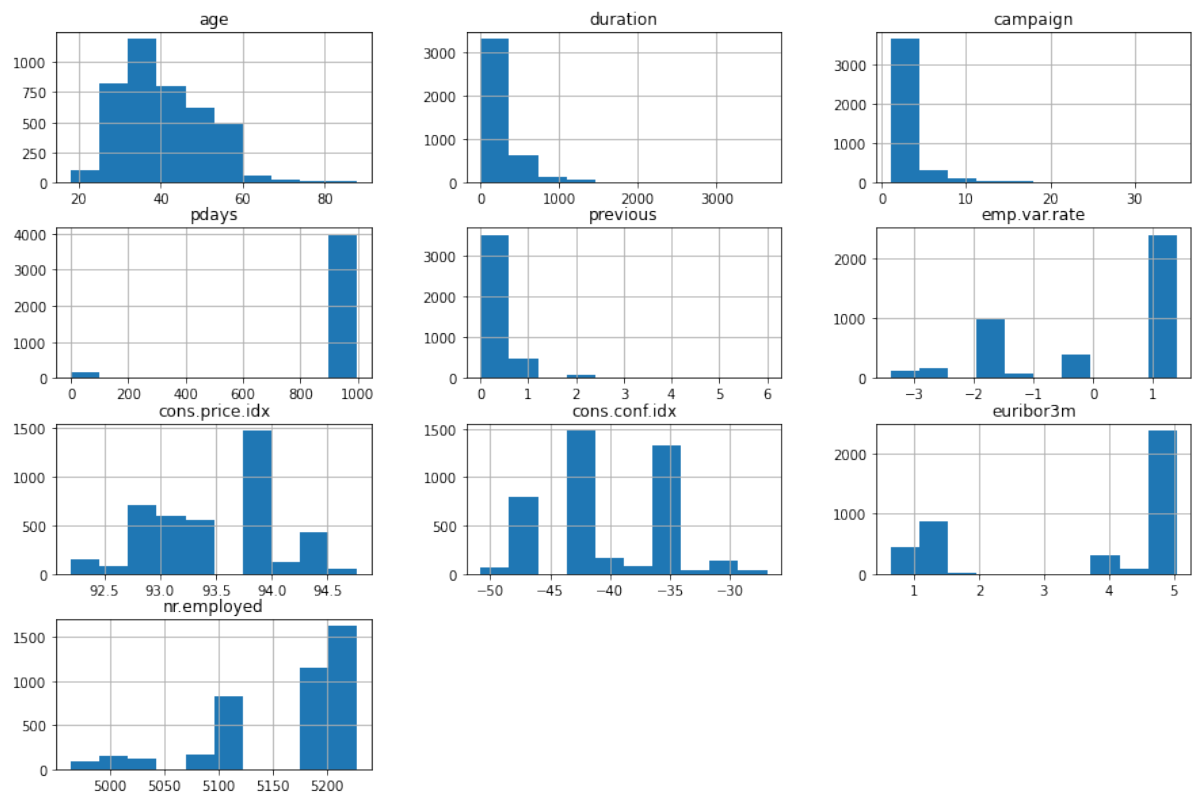 age
1000
750
500
250
0
20 40 60 80
duration
3000
2000
1000
0
0 1000 2000 3000
campaign
3000
2000
1000
0
0 10 20 30
pdays
4000
3000
2000
1000
0
0 200 400 600 800 1000
previous
3000
2000
1000
0
0 1 2 3 4 5 6
emp.var.rate
2000
1000
0
−3 −2 −1 0 1
cons.price.idx
1500
1000
500
0
92.5 93.0 93.5 94.0 94.5
cons.conf.idx
1500
1000
500
0
−50 −45 −40 −35 −30
euribor3m
2000
1000
0
1 2 3 4 5
nr.employed
1500
1000
500
0
5000 5050 5100 5150 5200